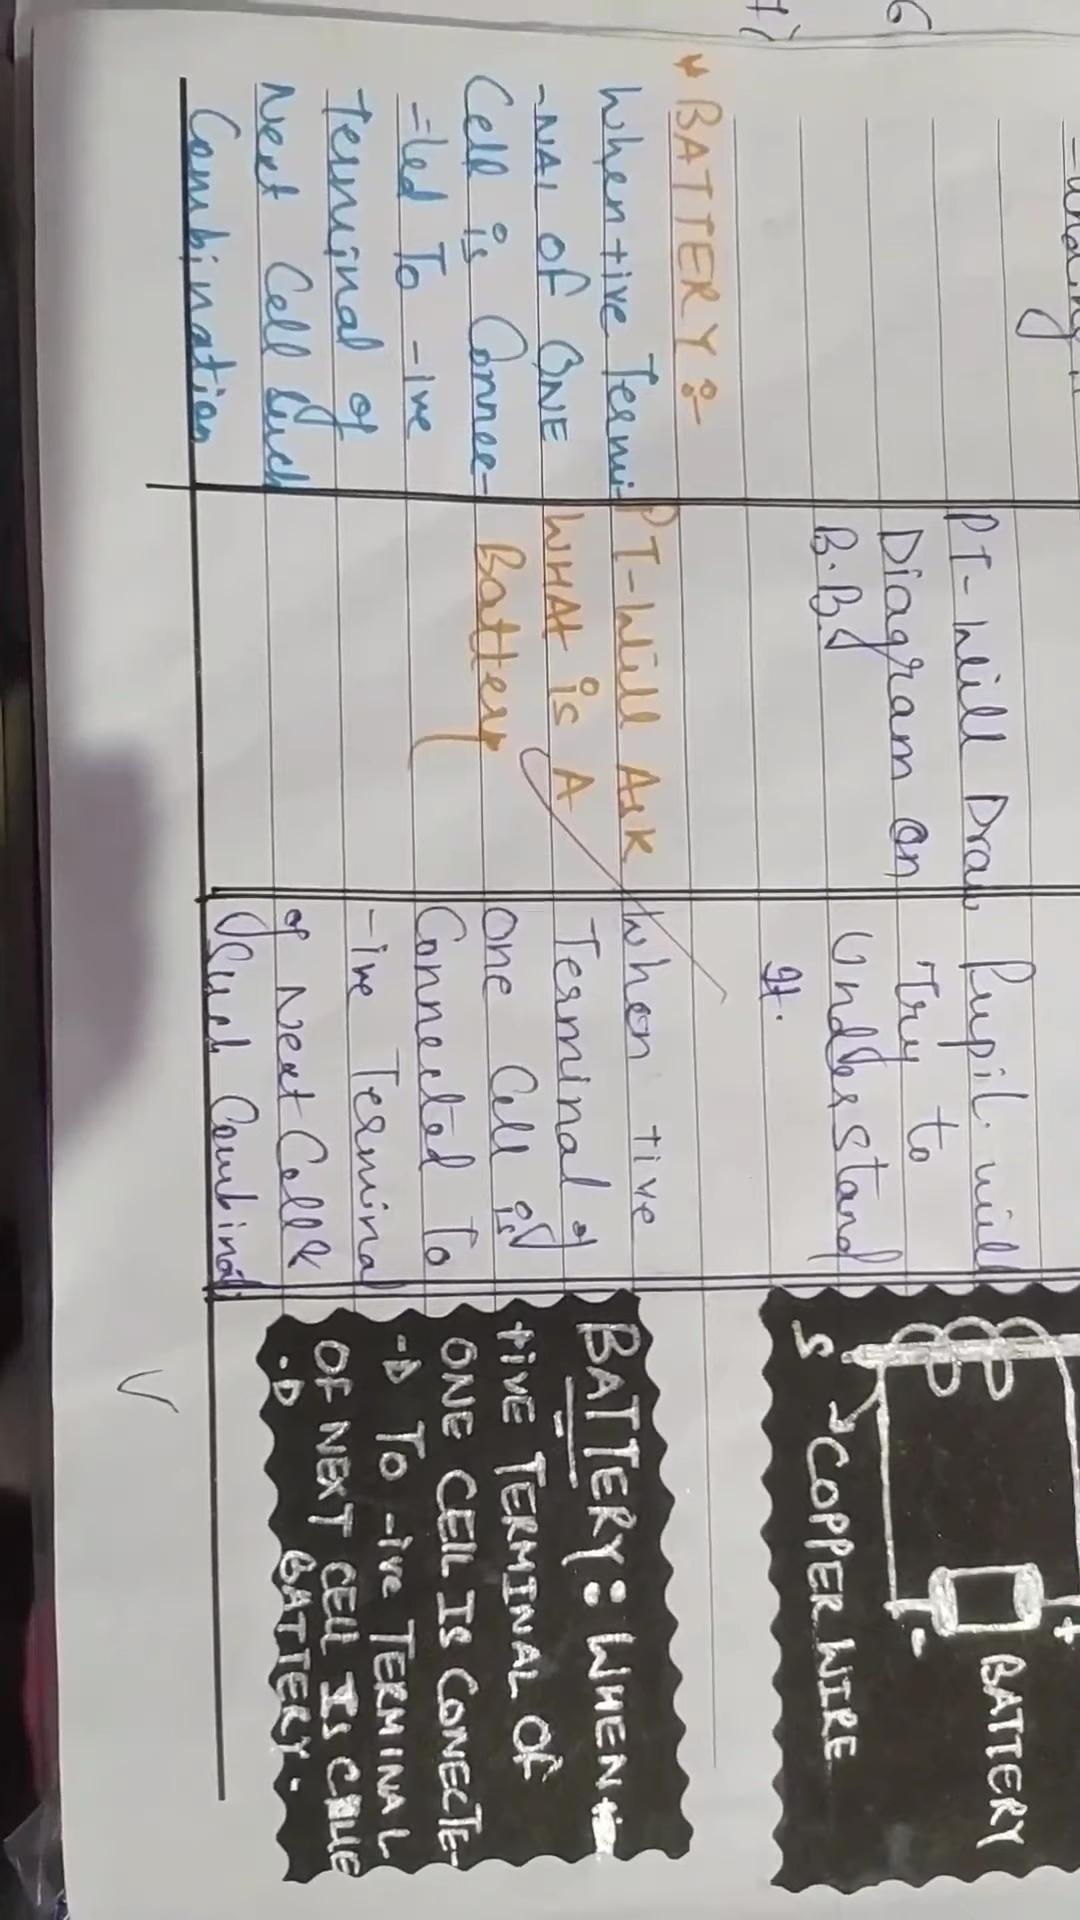 PT-Will Draw
Diagram on
B.B.
Pupil will
Try to
UndeRstand
It.
S
COPPER WIRE
BATTERY
+
-
BATTERY :-
When +ive Termi-
-NAl OF ONE
Cell is Connec-
=ted To -ive
Terminal of
Next Cell Such
Combination
PT-Will Ask
WHAt is A
Battery
When +ive
Terminal of
One Cell is
Connected To
-ive Terminal
of Next Cell &
Such Combinat
BATTERY: WHEN
+iVE TERMINAL OF
ONE CELL IS CONECTE-
-D TO -ive TERMINAL
OF NEXT CELL IS CALLE
-D BATTERY.